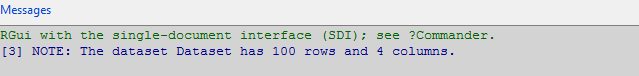 Messages
RGui with the single-document interface (SDI); see ?Commander.
[3] NOTE: The dataset Dataset has 100 rows and 4 columns.